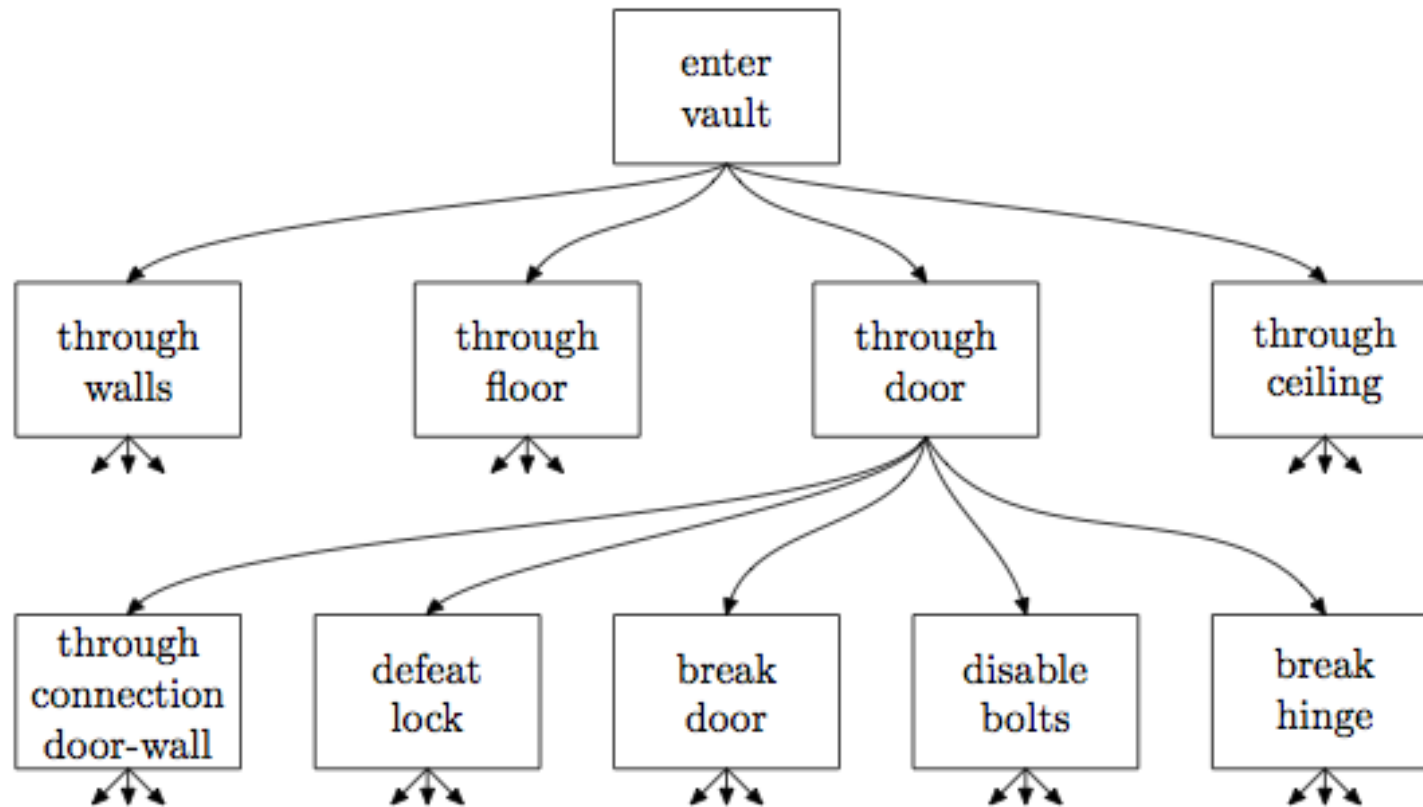 enter
vault
through
walls
through
floor
through
door
through
ceiling
through
connection
door-wall
defeat
lock
break
door
disable
bolts
break
hinge